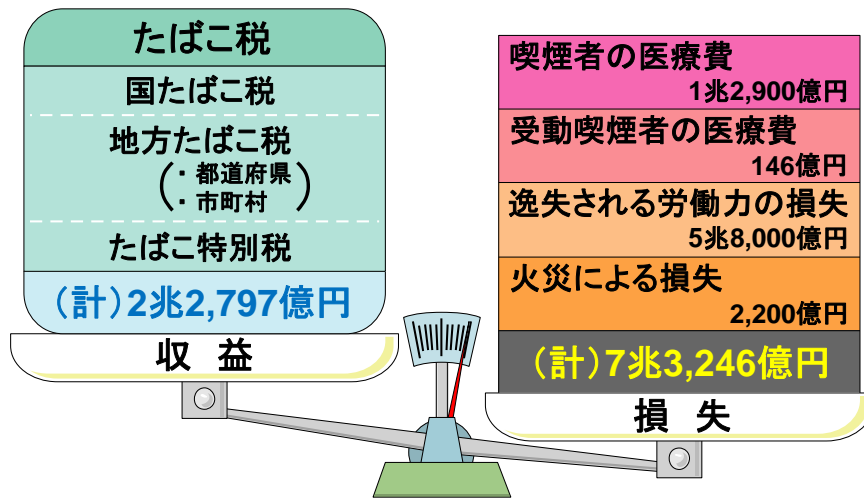 たばこ税
国たばこ税
地方たばこ税
(・都道府県
・市町村)
たばこ特別税
(計)2兆2,797億円
収 益
喫煙者の医療費
1兆2,900億円
受動喫煙者の医療費
146億円
逸失される労働力の損失
5兆8,000億円
火災による損失
2,200億円
(計)7兆3,246億円
損 失